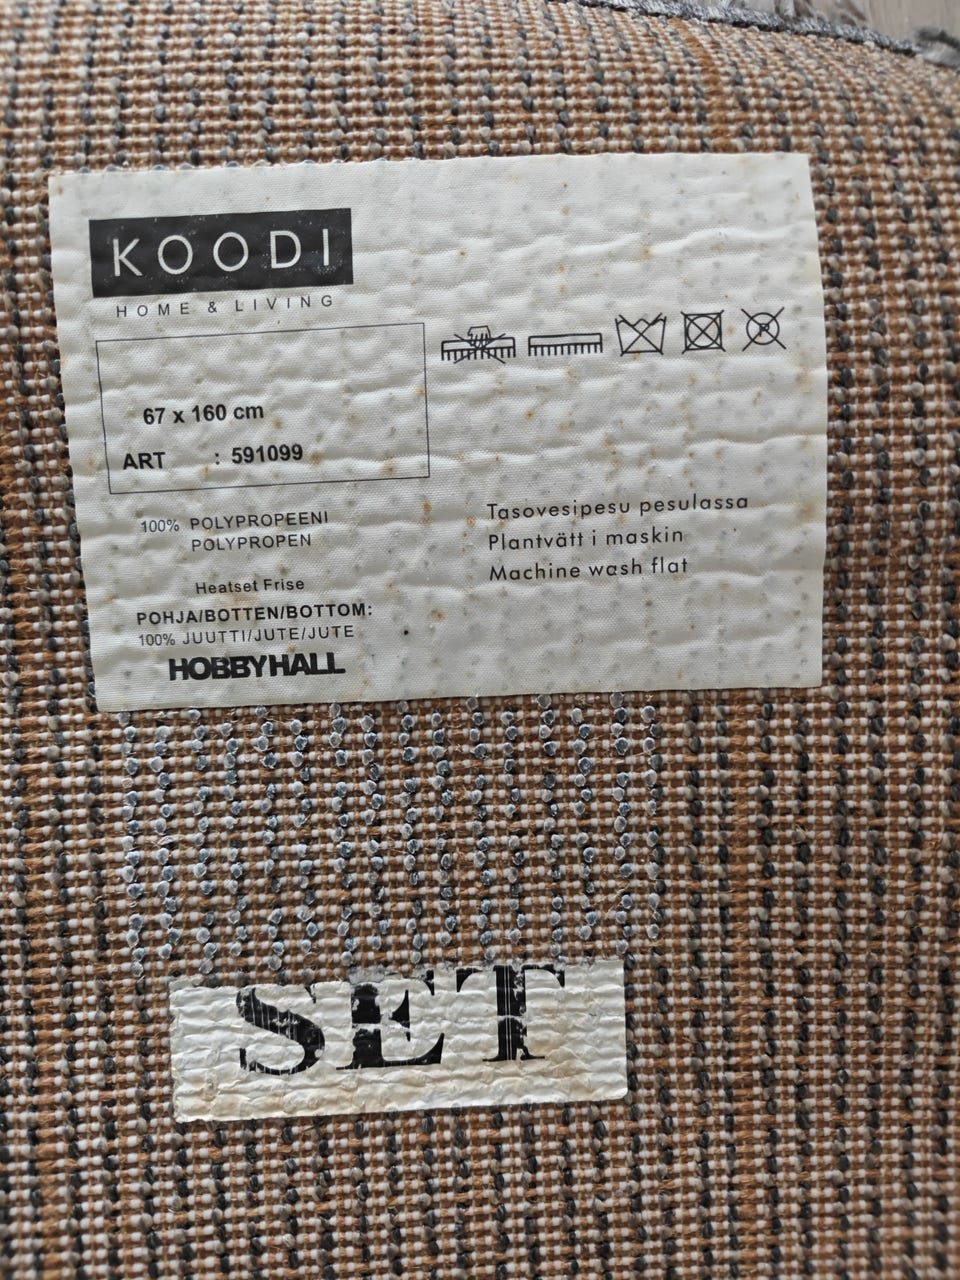 KOODI
HOME & LIVING
67 x 160 cm
ART : 591099
100% POLYPROPEENI
POLYPROPEN
Heatset Frise
POHJA/BOTTEN/BOTTOM:
100% JUUTTI/JUTE/JUTE
HOBBYHALL
P
Tasovesipesu pesulassa
Plantvätt i maskin
Machine wash flat
SET